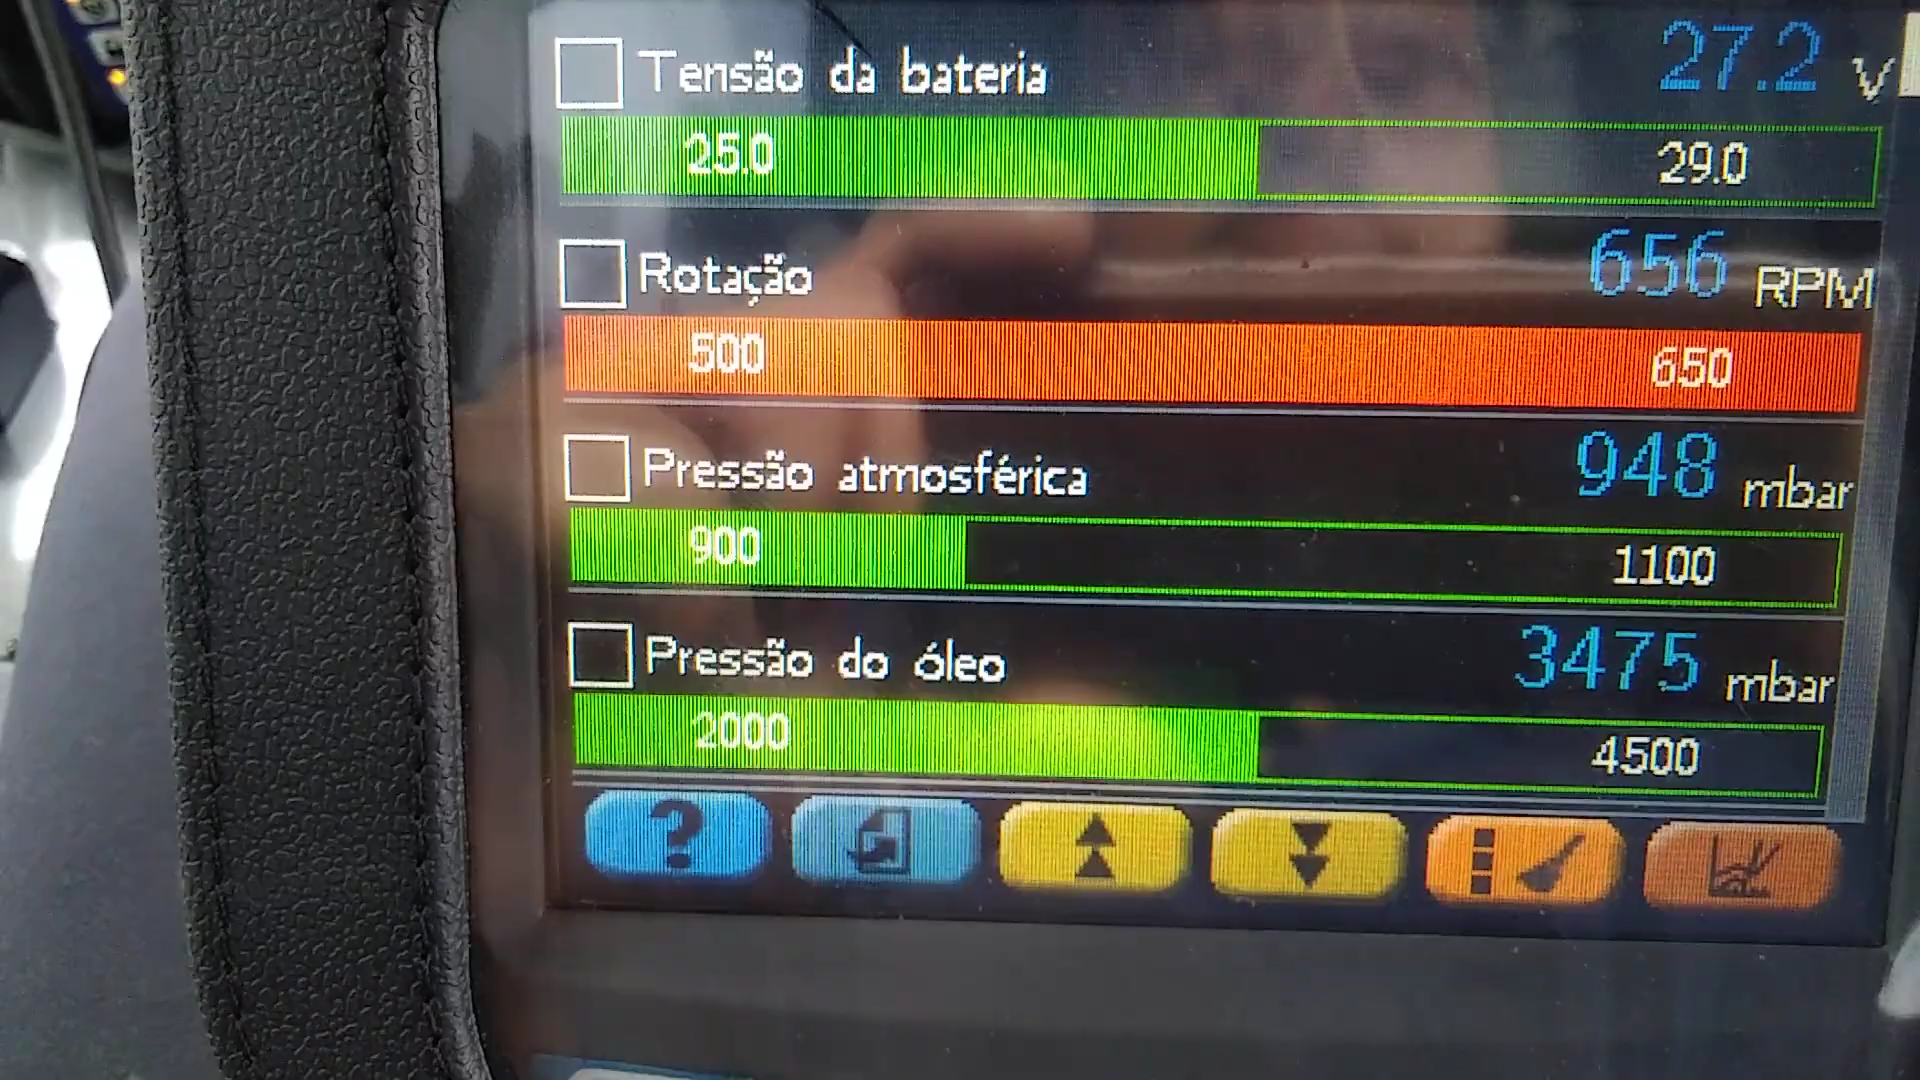 Tensão da bateria 27.2 V
25.0 29.0
Rotação 656 RPM
500 650
Pressão atmosférica 948 mbar
900 1100
Pressão do óleo 3475 mbar
2000 4500
?